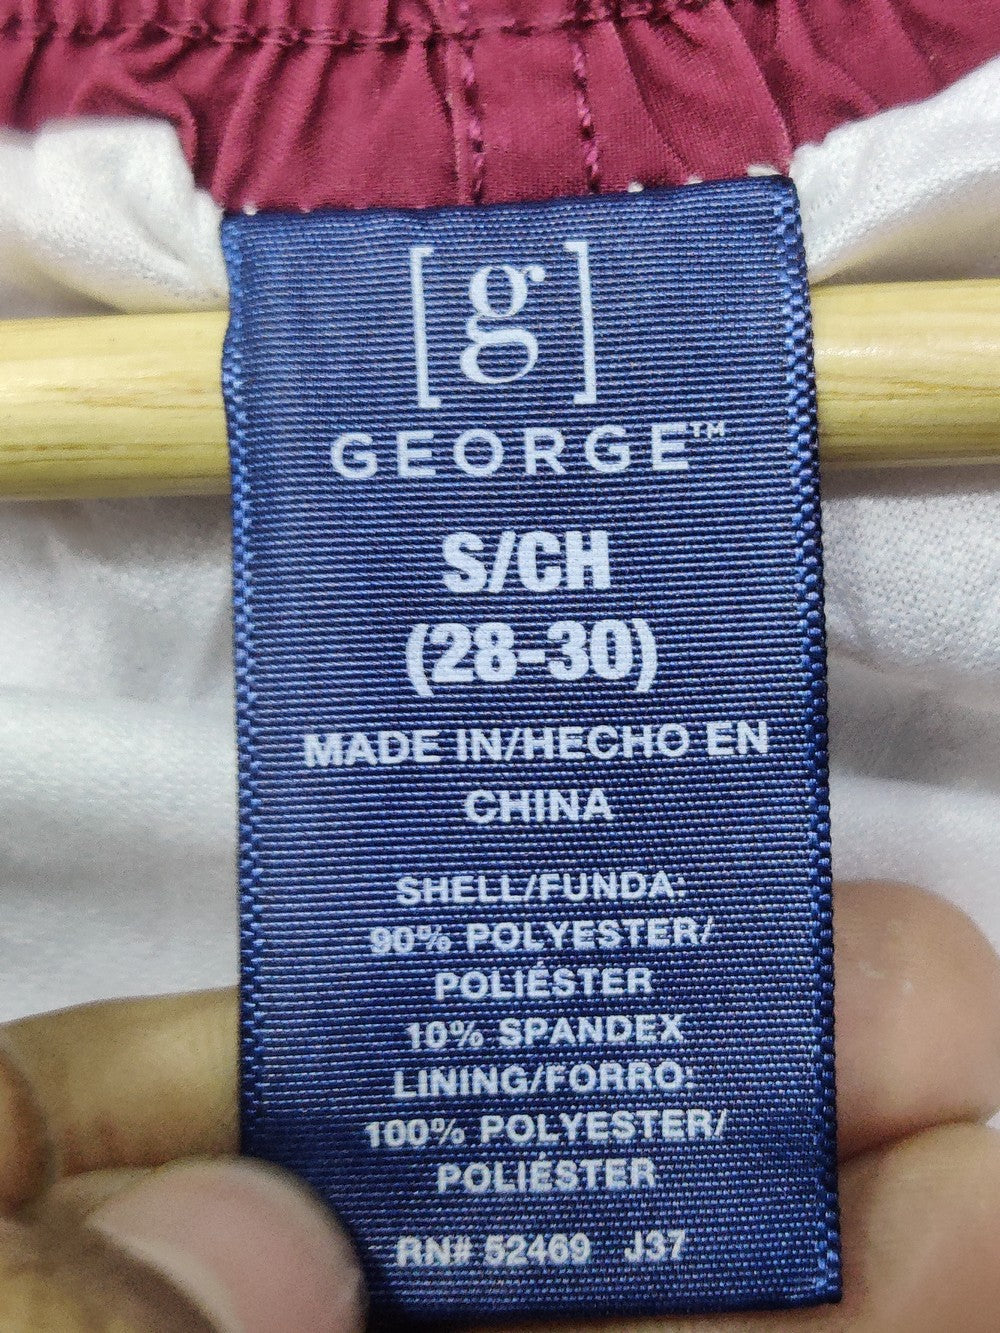 [g]
GEORGE™
S/CH
(28-30)
MADE IN/HECHO EN
CHINA
SHELL/FUNDA:
90% POLYESTER/
POLIÉSTER
10% SPANDEX
LINING/FORRO:
100% POLYESTER/
POLIÉSTER
RN# 52469 J37